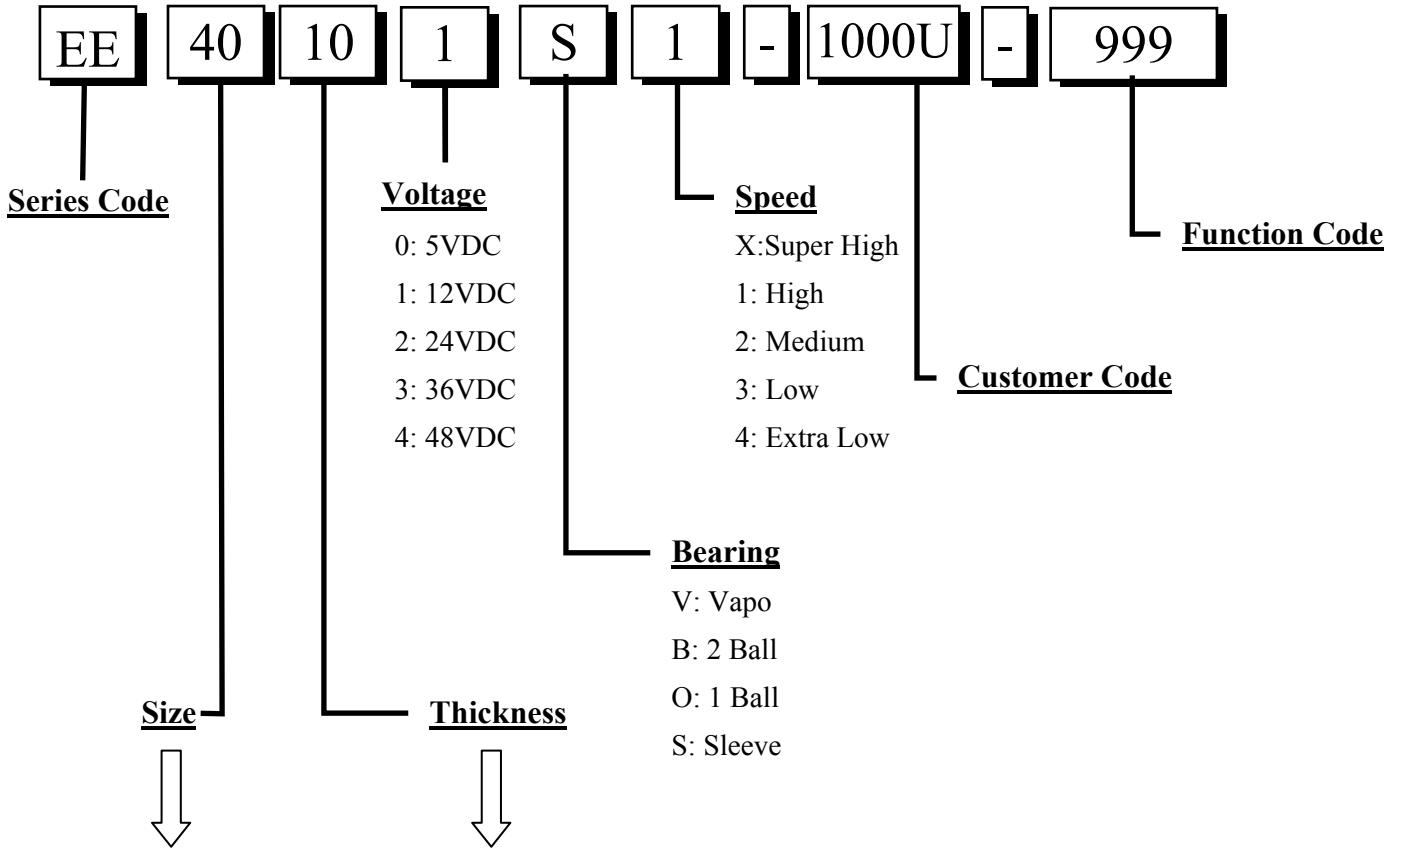 EE 40 10 1 S 1 - 1000U - 999
Series Code
Voltage
0: 5VDC
1: 12VDC
2: 24VDC
3: 36VDC
4: 48VDC
Speed
X:Super High
1: High
2: Medium
3: Low
4: Extra Low
Function Code
Customer Code
Bearing
V: Vapo
B: 2 Ball
O: 1 Ball
S: Sleeve
Size
Thickness